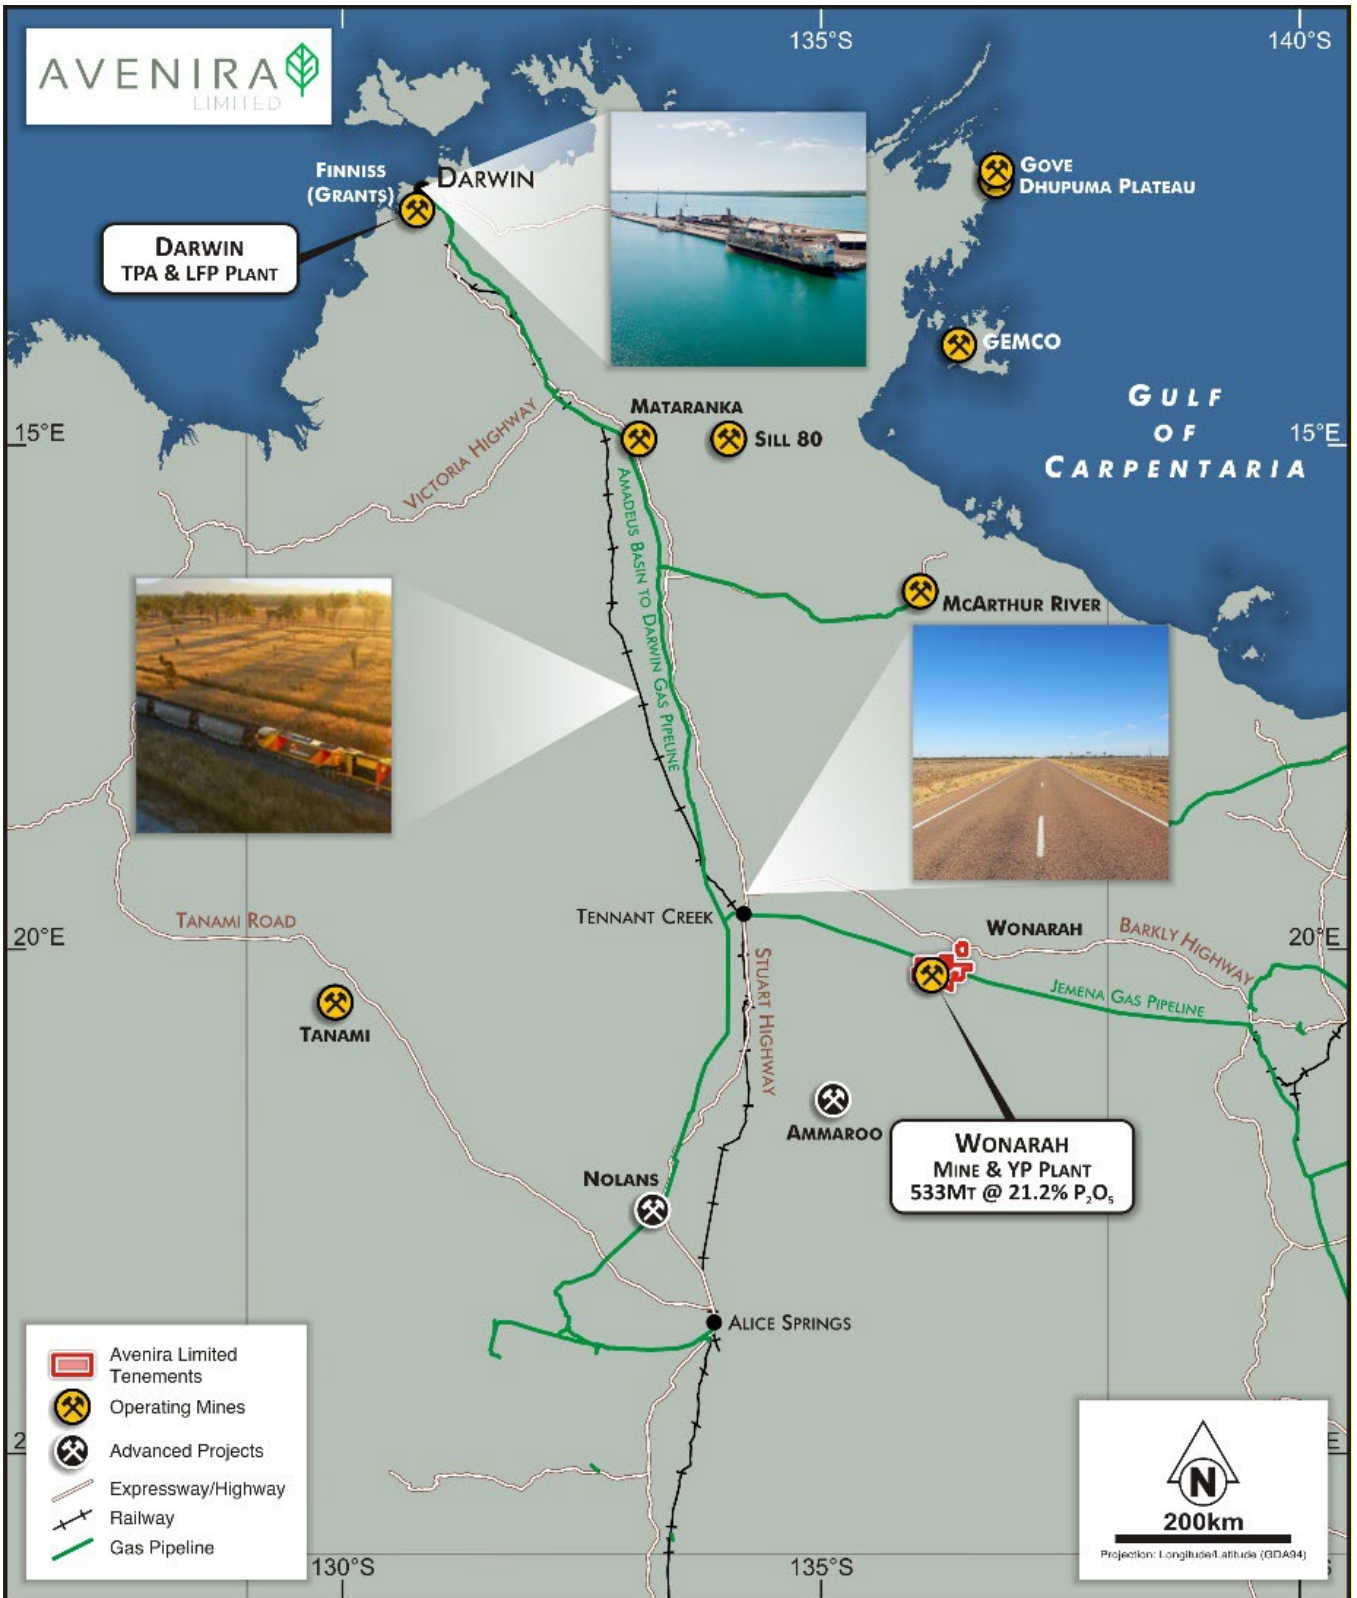 AVENIRA
LIMITED
135°S
140°S
FINNISS
(GRANTS)
DARWIN
GOVE
DHUPUMA PLATEAU
DARWIN
TPA & LFP PLANT
GEMCO
GULF
OF
CARPENTARIA
MATARANKA
SILL 80
15°E
15°E
VICTORIA HIGHWAY
AMADEUS BASIN TO DARWIN GAS PIPELINE
MCARTHUR RIVER
TENNANT CREEK
TANAMI ROAD
WONARAH
BARKLY HIGHWAY
20°E
20°E
STUART HIGHWAY
JEMENA GAS PIPELINE
TANAMI
AMMAROO
WONARAH
MINE & YP PLANT
533MT @ 21.2% P₂O₅
NOLANS
ALICE SPRINGS
Avenira Limited
Tenements
Operating Mines
Advanced Projects
Expressway/Highway
Railway
Gas Pipeline
N
200km
Projection: Longitude/Latitude (GDA94)
130°S
135°S